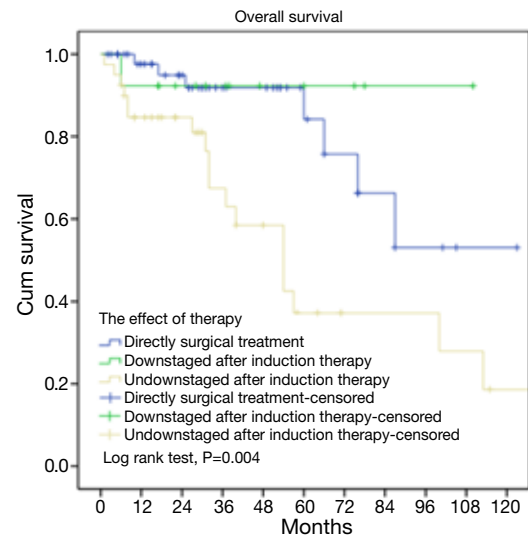 Overall survival
Cum survival
1.0
0.8
0.6
0.4
0.2
0.0
The effect of therapy
Directly surgical treatment
Downstaged after induction therapy
Undownstaged after induction therapy
Directly surgical treatment-censored
Downstaged after induction therapy-censored
Undownstaged after induction therapy-censored
Log rank test, P=0.004
0 12 24 36 48 60 72 84 96 108 120
Months